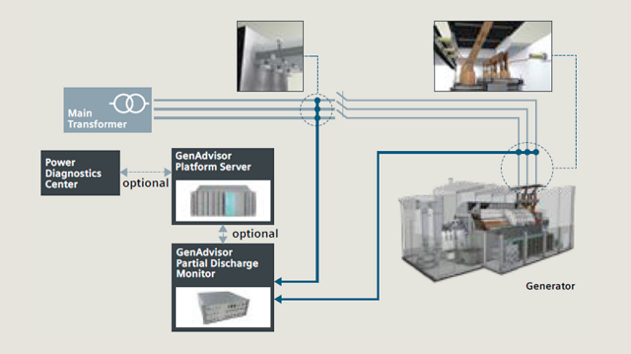 Main
Transformer
Power
Diagnostics
Center
optional
GenAdvisor
Platform Server
optional
GenAdvisor
Partial Discharge
Monitor
Generator